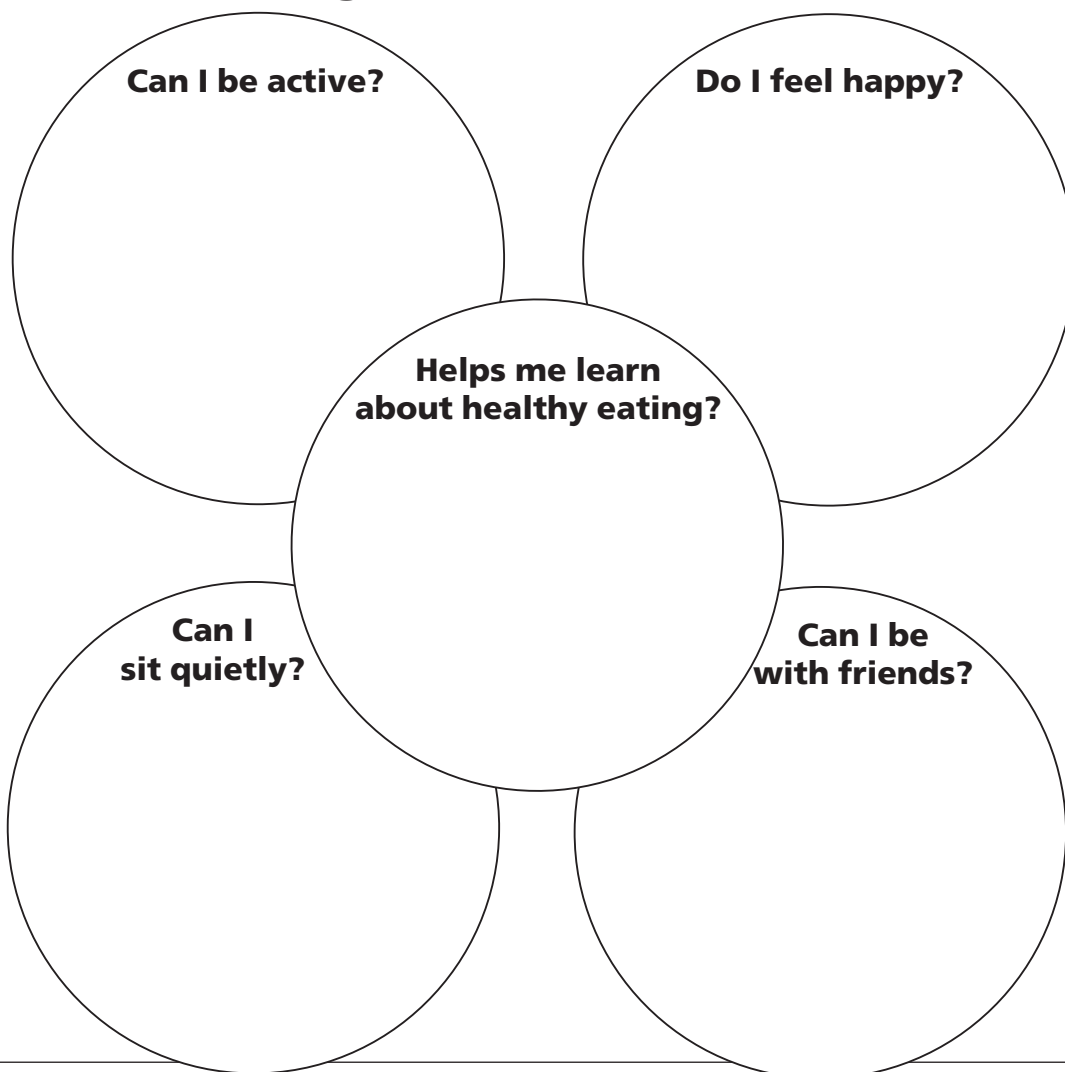 Can I be active?
Do I feel happy?
Helps me learn
about healthy eating?
Can I
sit quietly?
Can I be
with friends?